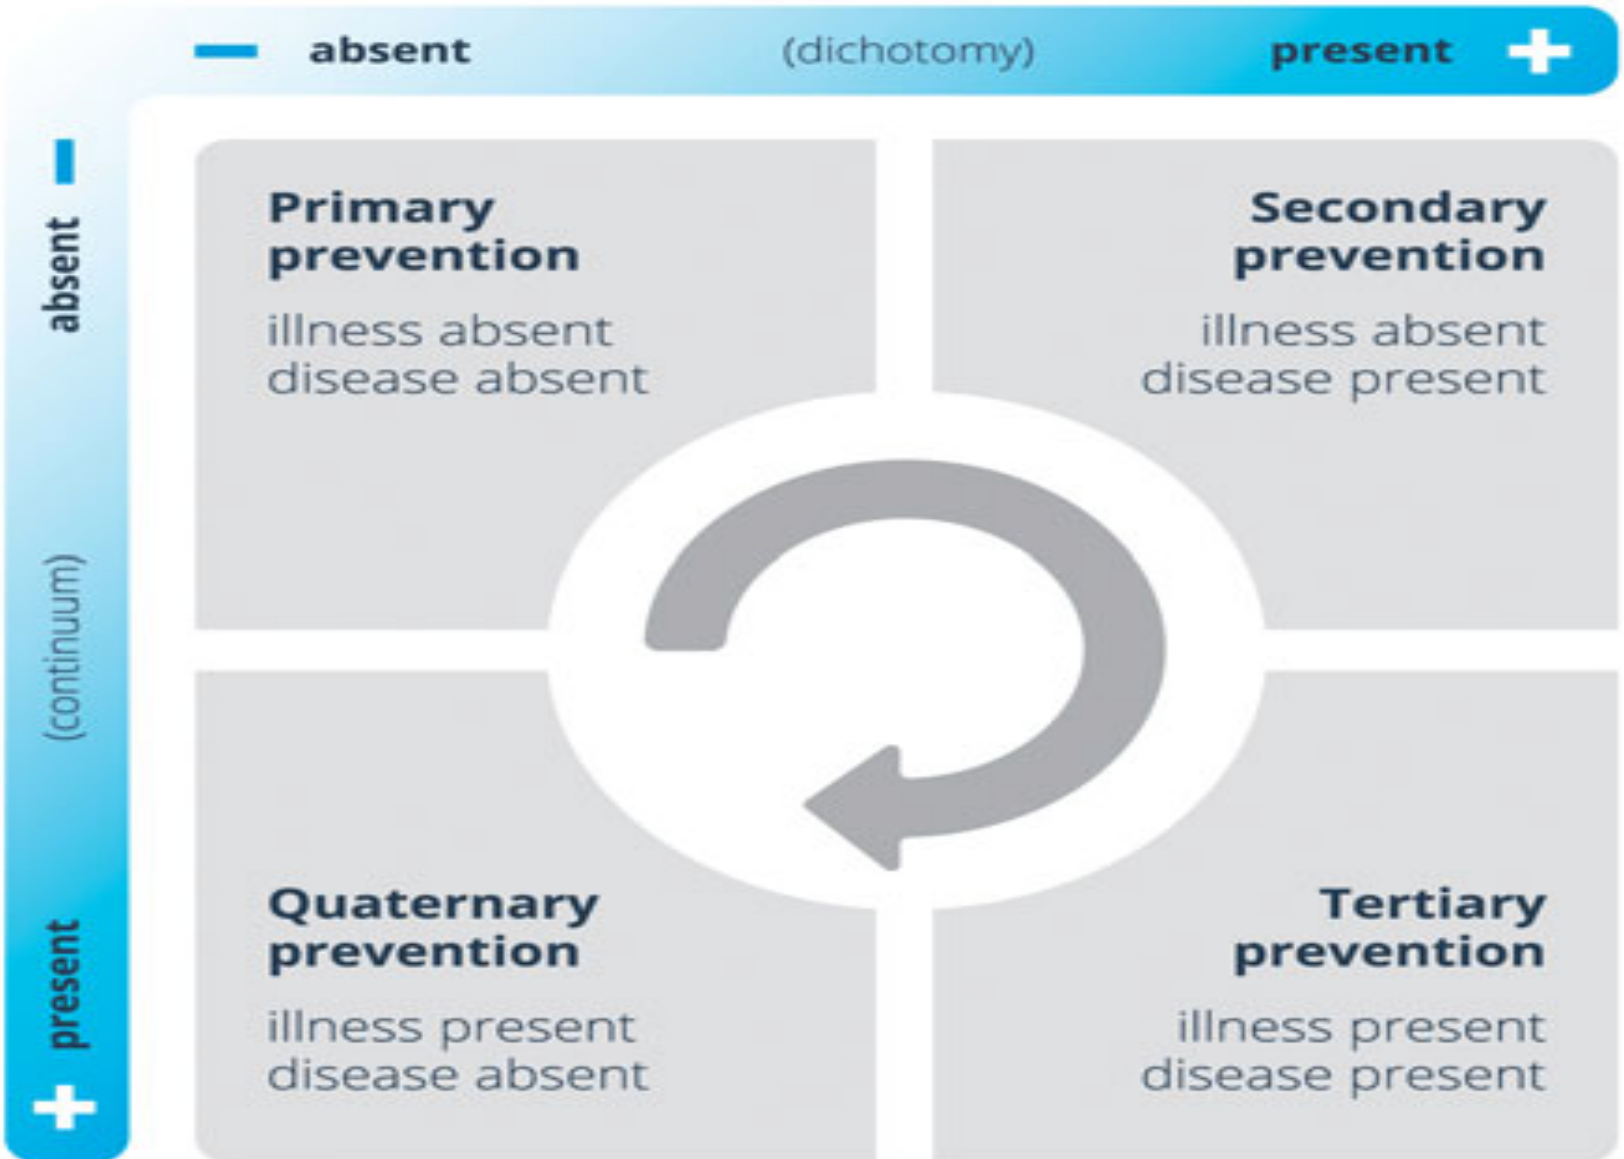 absent (dichotomy) present
absent
(continuum)
present
Primary
prevention
illness absent
disease absent
Secondary
prevention
illness absent
disease present
Quaternary
prevention
illness present
disease absent
Tertiary
prevention
illness present
disease present